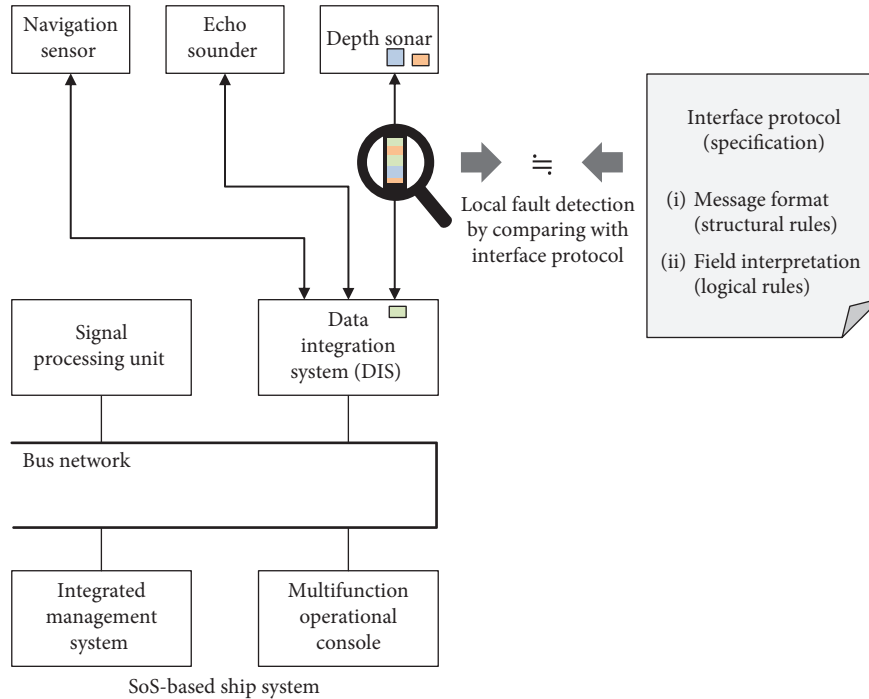 Navigation
sensor
Echo
sounder
Depth sonar
Interface protocol
(specification)
(i) Message format
(structural rules)
(ii) Field interpretation
(logical rules)
≒
Local fault detection
by comparing with
interface protocol
Signal
processing unit
Data
integration
system (DIS)
Bus network
Integrated
management
system
Multifunction
operational
console
SoS-based ship system